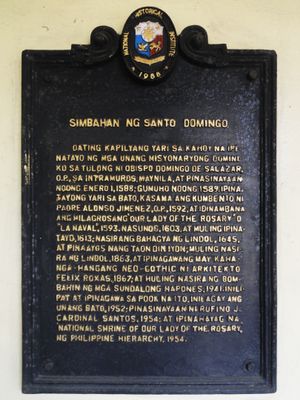 NATIONAL HISTORICAL INSTITUTE
1988
SIMBAHAN NG SANTO DOMINGO
DATING KAPILYANG YARI SA KAHOY NA IPI-
NATAYO NG MGA UNANG MISYONARYONG DOMINI-
KO SA TULONG NI OBISPO DOMINGO DE SALAZAR,
O.P., SA INTRAMUROS, MAYNILA, AT PINASINAYAAN
NOONG ENERO 1, 1588; GUMUHO NOONG 1589. IPINA-
TAYONG YARI SA BATO, KASAMA ANG KUMBENTO NI
PADRE ALONSO JIMENEZ, O.P., 1592, AT IDINAMBANA
ANG HILAGROSANG "OUR LADY OF THE ROSARY" O
"LA NAVAL", 1593. NASUNOG, 1603, AT MULING IPINA-
TAYO, 1613; NASIRANG BAHAGYA NG LINDOL, 1645,
AT PINAAYOS NANG TAON DIN IYON; MULING NASI-
RA NG LINDOL, 1863, AT IPINAGAWANG MAY KAHA-
NGA-HANGANG NEO-GOTHIC NI ARKITEKTO
FELIX ROXAS, 1867; AT HULING NASIRA NG BOM-
BAHIN NG MGA SUNDALONG HAPONES, 1941. INILI-
PAT AT IPINAGAWA SA POOK NA ITO, INILAGAY ANG
UNANG BATO, 1952; PINASINAYAAN NI RUFINO J.
CARDINAL SANTOS, 1954; AT IPINAHAYAG NA
"NATIONAL SHRINE OF OUR LADY OF THE ROSARY,
NG PHILIPPINE HIERARCHY, 1954.